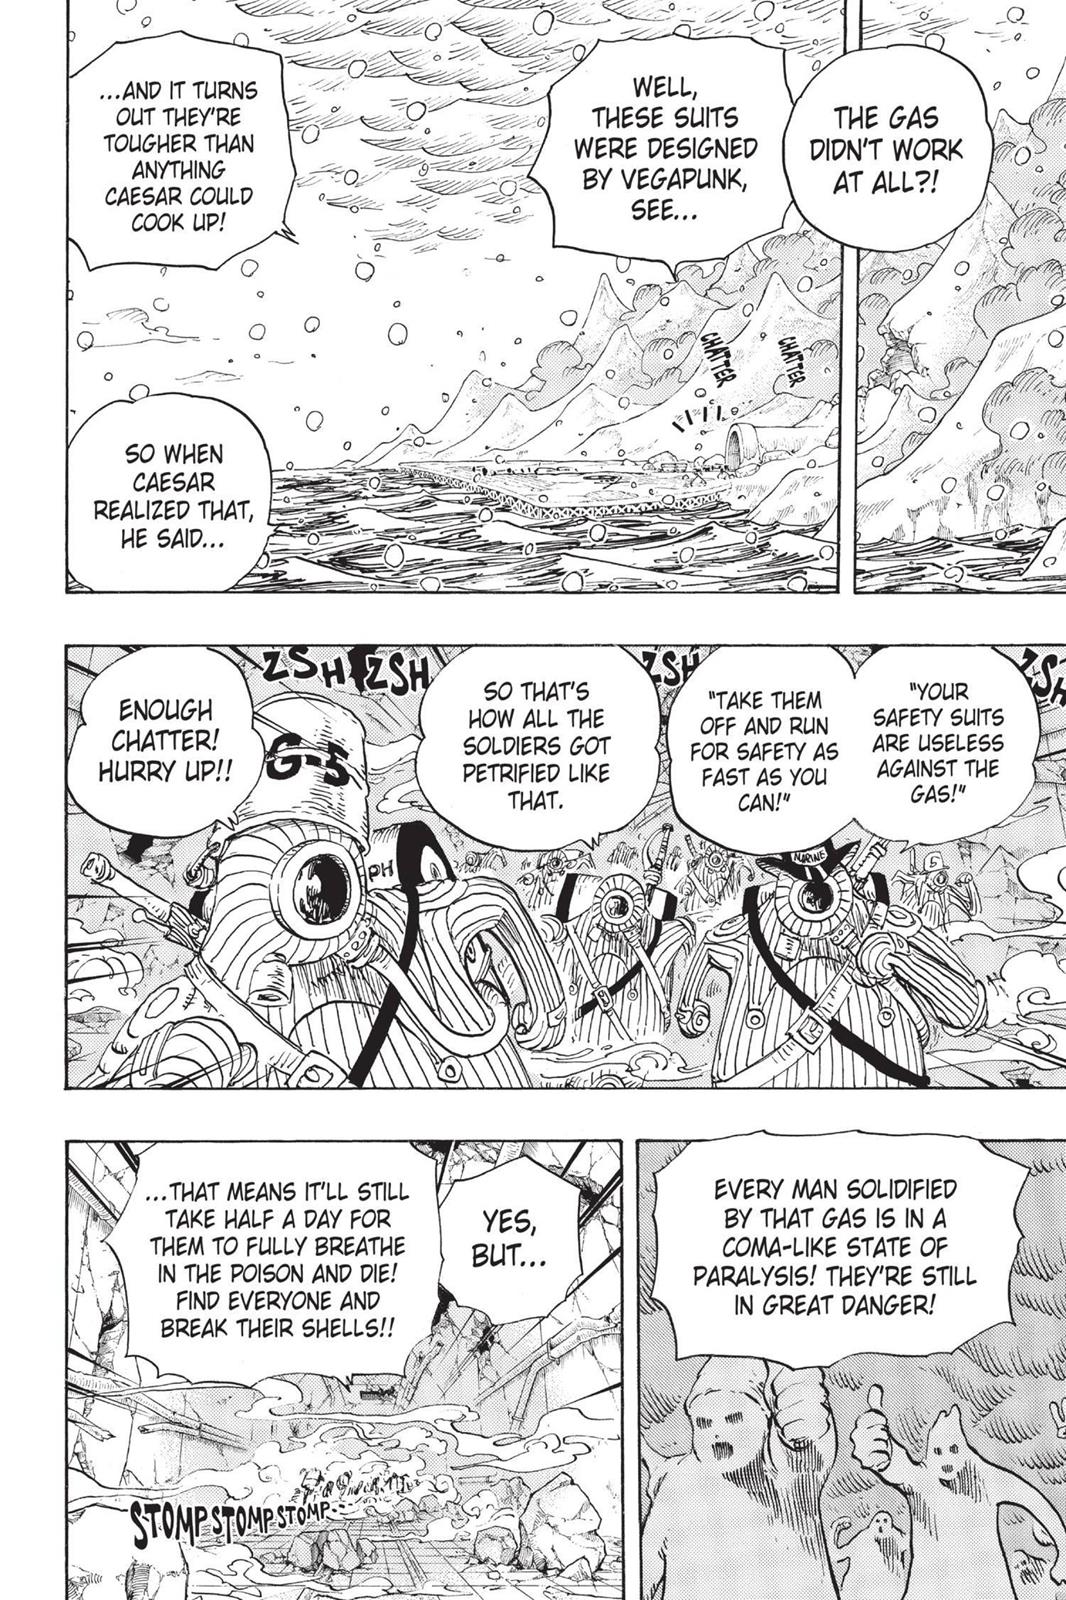 THE GAS
DIDN'T WORK
AT ALL?!
WELL,
THESE SUITS
WERE DESIGNED
BY VEGAPUNK,
SEE...
...AND IT TURNS
OUT THEY'RE
TOUGHER THAN
ANYTHING
CAESAR COULD
COOK UP!
CHATTER
CHATTER
SO WHEN
CAESAR
REALIZED THAT,
HE SAID...
ZSH
"YOUR
SAFETY SUITS
ARE USELESS
AGAINST THE
GAS!"
"TAKE THEM
OFF AND RUN
FOR SAFETY AS
FAST AS YOU
CAN!"
ZSH
SO THAT'S
HOW ALL THE
SOLDIERS GOT
PETRIFIED LIKE
THAT.
ZSH
ZSH
ENOUGH
CHATTER!
HURRY UP!!
G-5
PH
MARINE
G
EVERY MAN SOLIDIFIED
BY THAT GAS IS IN A
COMA-LIKE STATE OF
PARALYSIS! THEY'RE STILL
IN GREAT DANGER!
YES,
BUT...
...THAT MEANS IT'LL STILL
TAKE HALF A DAY FOR
THEM TO FULLY BREATHE
IN THE POISON AND DIE!
FIND EVERYONE AND
BREAK THEIR SHELLS!!
STOMP STOMP STOMP